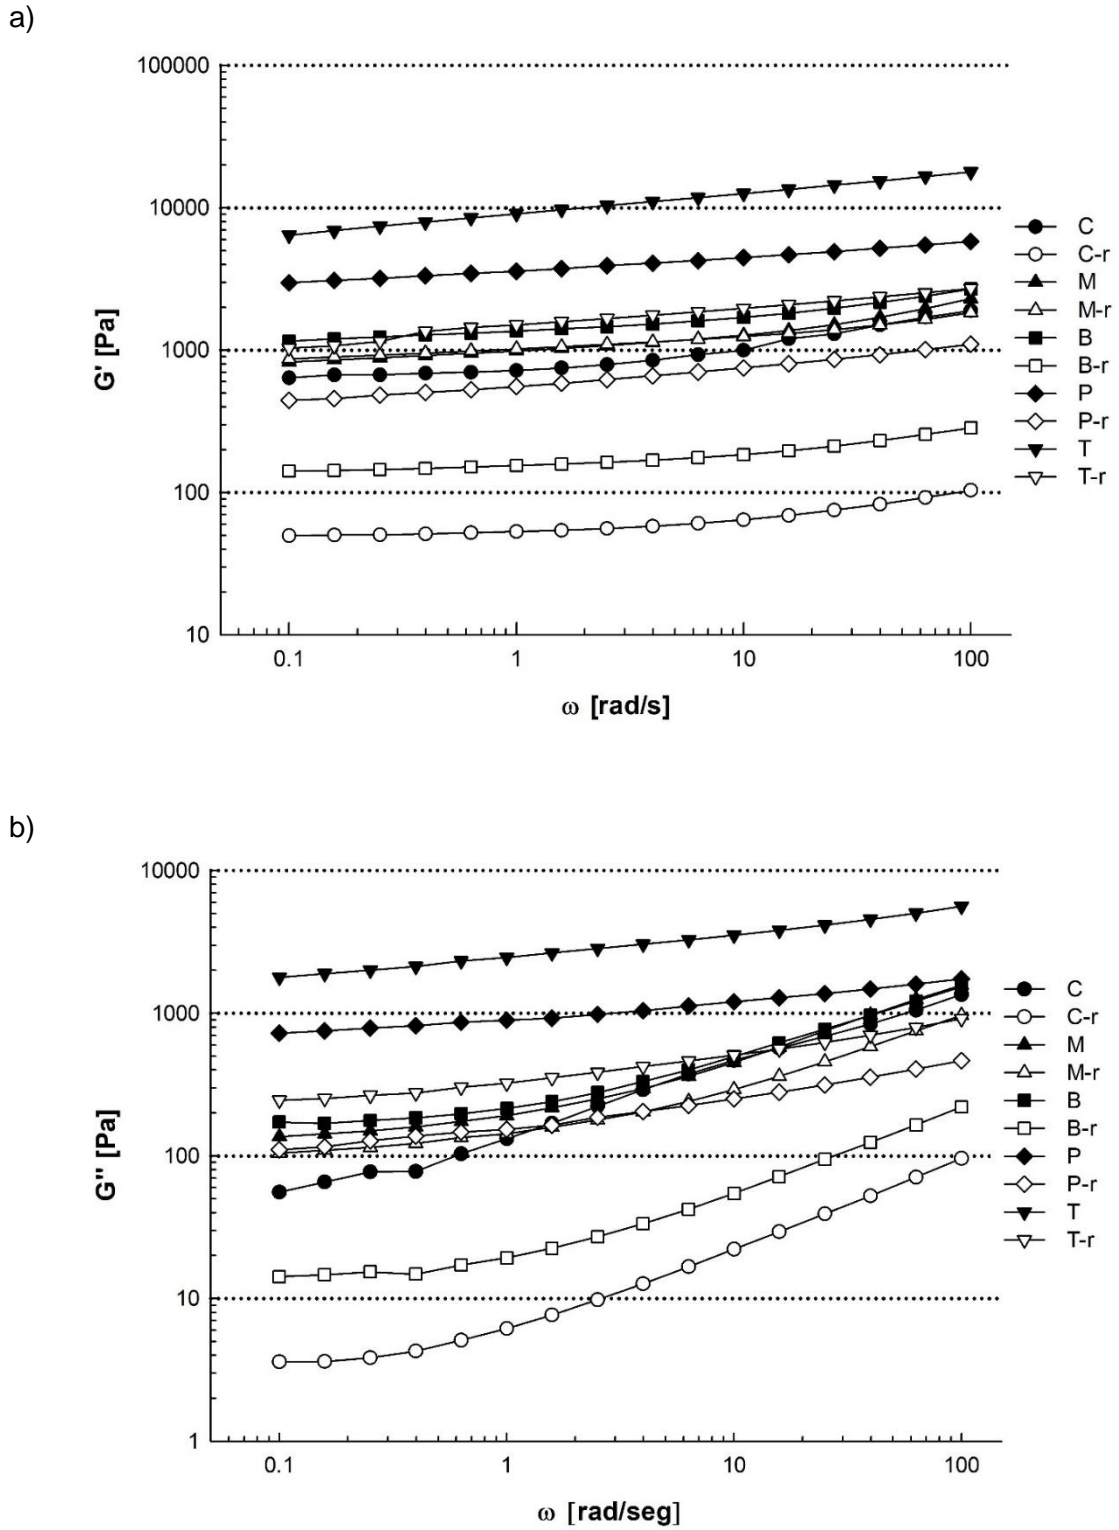 a)
100000
10000
1000
100
10
G' [Pa]
0.1 1 10 100
ω [rad/s]
C
C-r
M
M-r
B
B-r
P
P-r
T
T-r
b)
10000
1000
100
10
1
G'' [Pa]
0.1 1 10 100
ω [rad/seg]
C
C-r
M
M-r
B
B-r
P
P-r
T
T-r